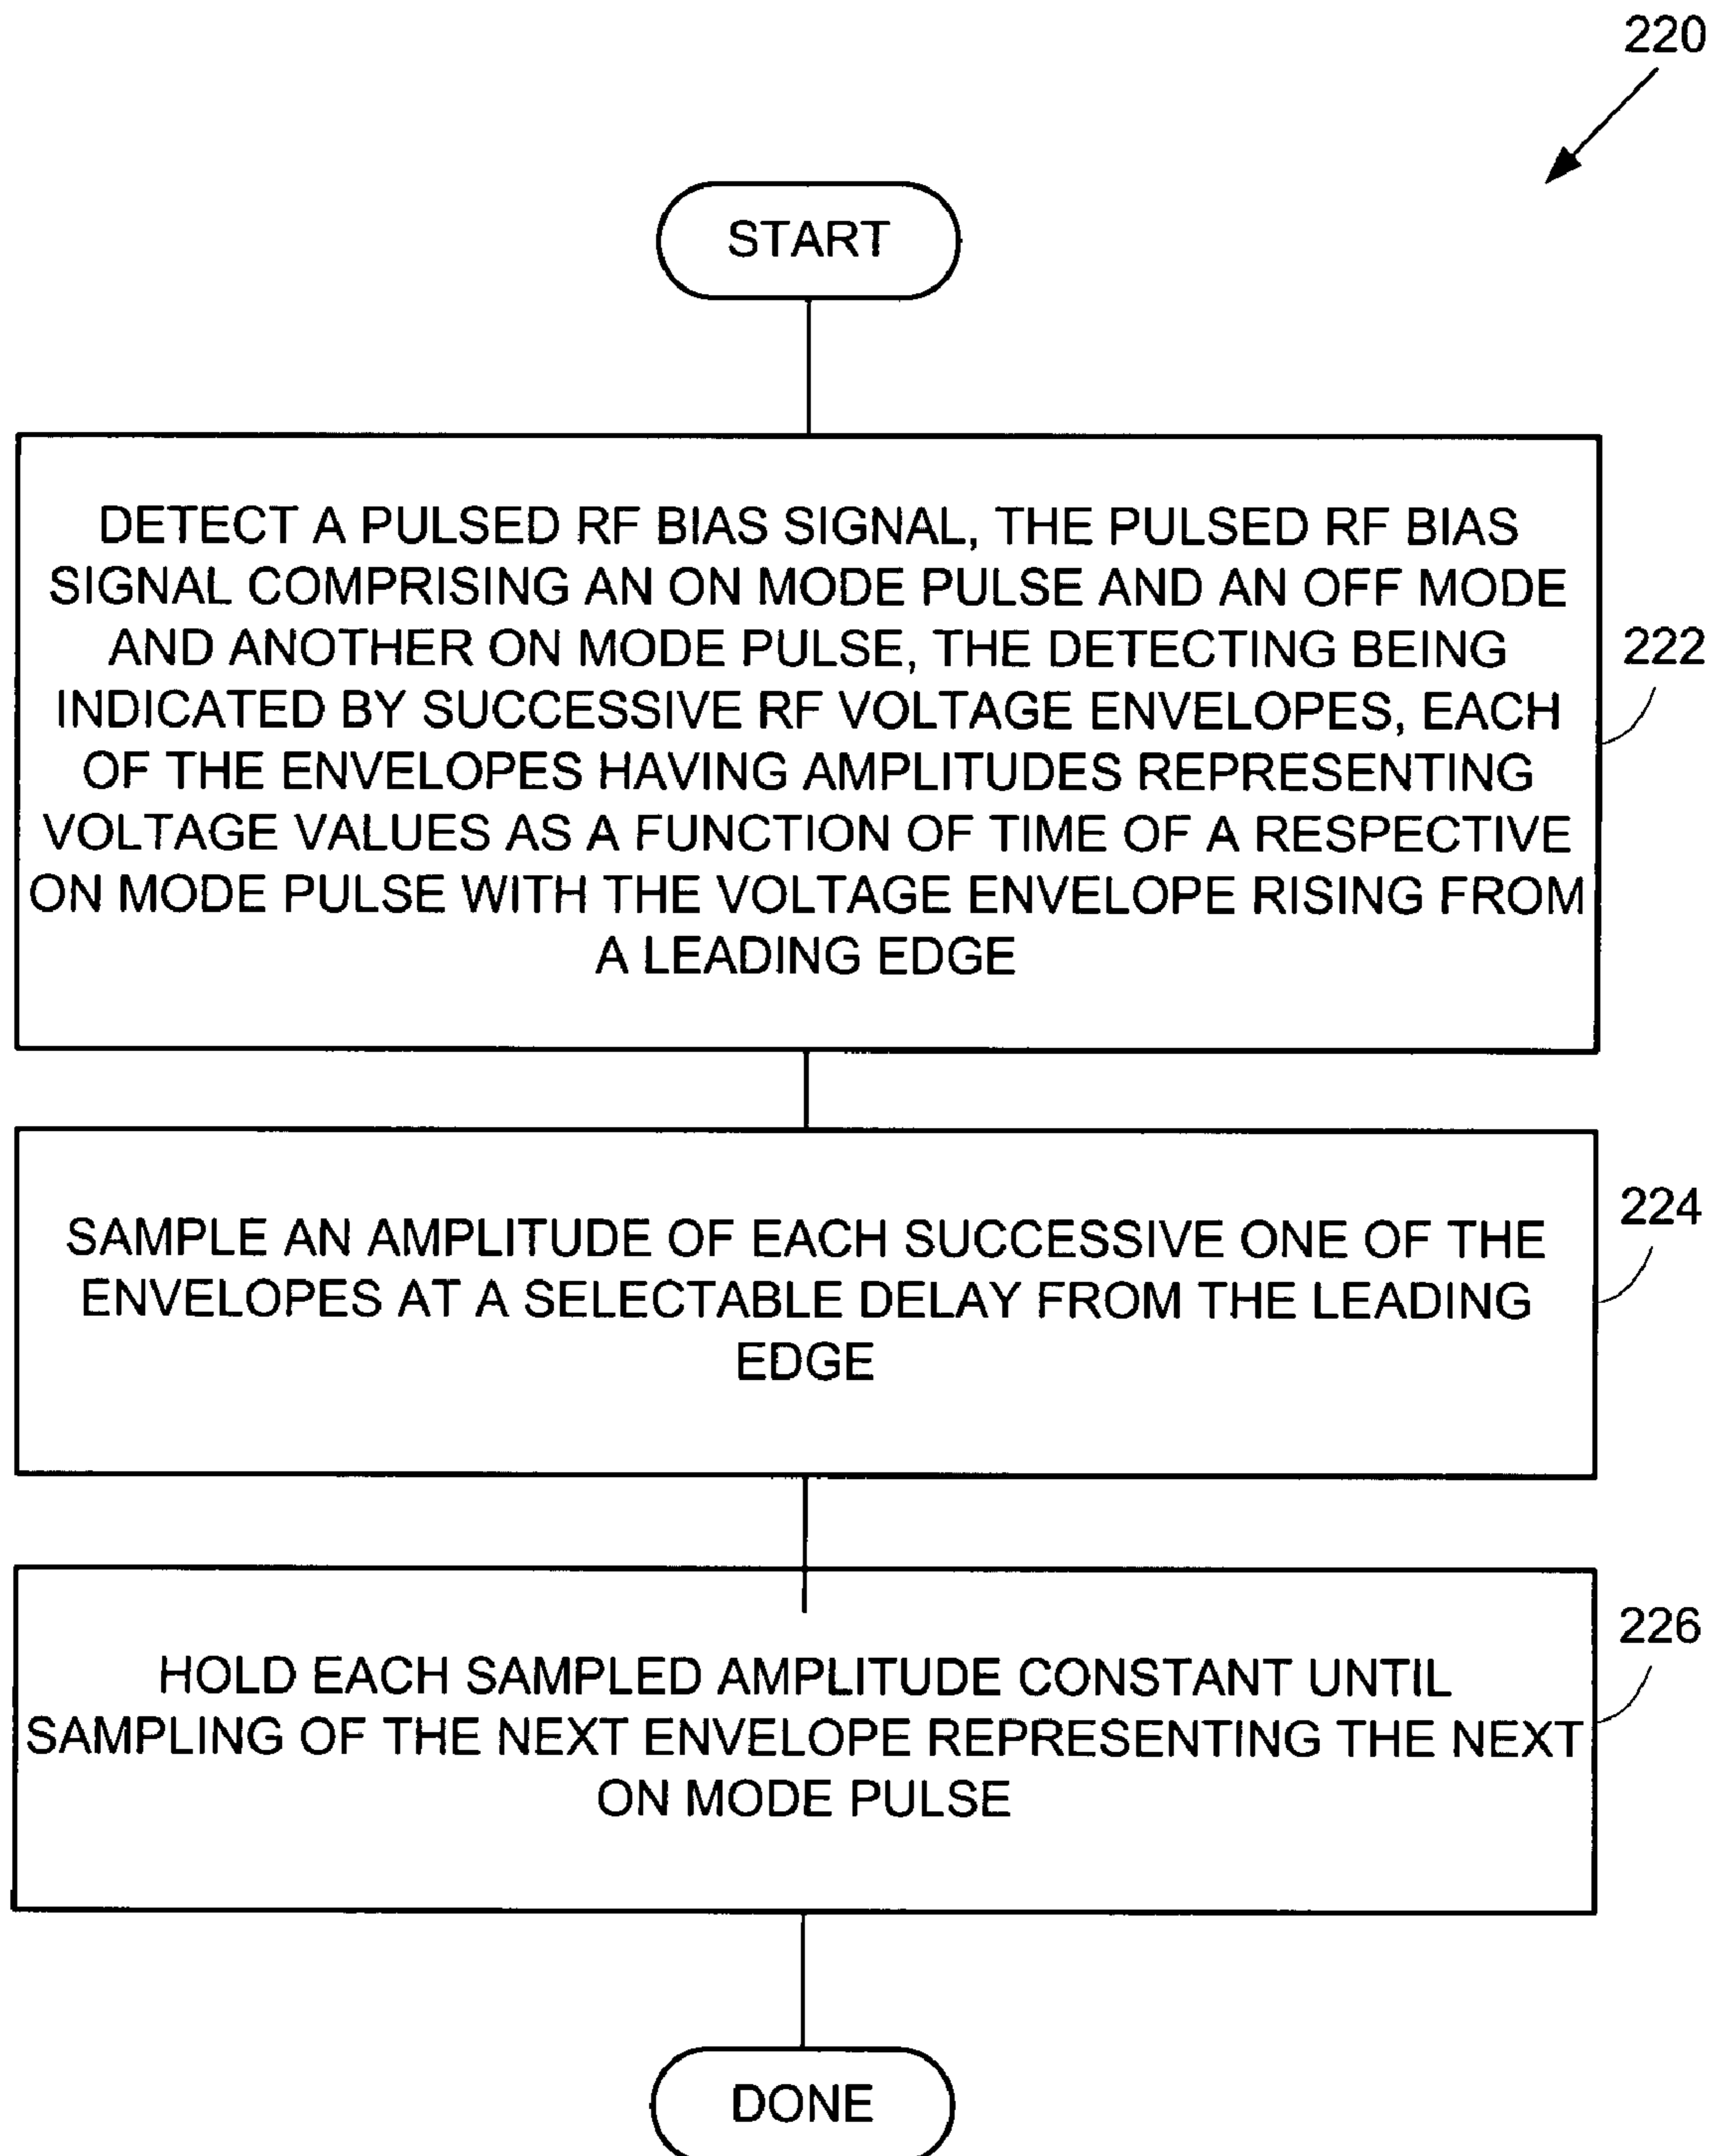 220
START
DETECT A PULSED RF BIAS SIGNAL, THE PULSED RF BIAS
SIGNAL COMPRISING AN ON MODE PULSE AND AN OFF MODE
AND ANOTHER ON MODE PULSE, THE DETECTING BEING
INDICATED BY SUCCESSIVE RF VOLTAGE ENVELOPES, EACH
OF THE ENVELOPES HAVING AMPLITUDES REPRESENTING
VOLTAGE VALUES AS A FUNCTION OF TIME OF A RESPECTIVE
ON MODE PULSE WITH THE VOLTAGE ENVELOPE RISING FROM
A LEADING EDGE
222
SAMPLE AN AMPLITUDE OF EACH SUCCESSIVE ONE OF THE
ENVELOPES AT A SELECTABLE DELAY FROM THE LEADING
EDGE
224
HOLD EACH SAMPLED AMPLITUDE CONSTANT UNTIL
SAMPLING OF THE NEXT ENVELOPE REPRESENTING THE NEXT
ON MODE PULSE
226
DONE